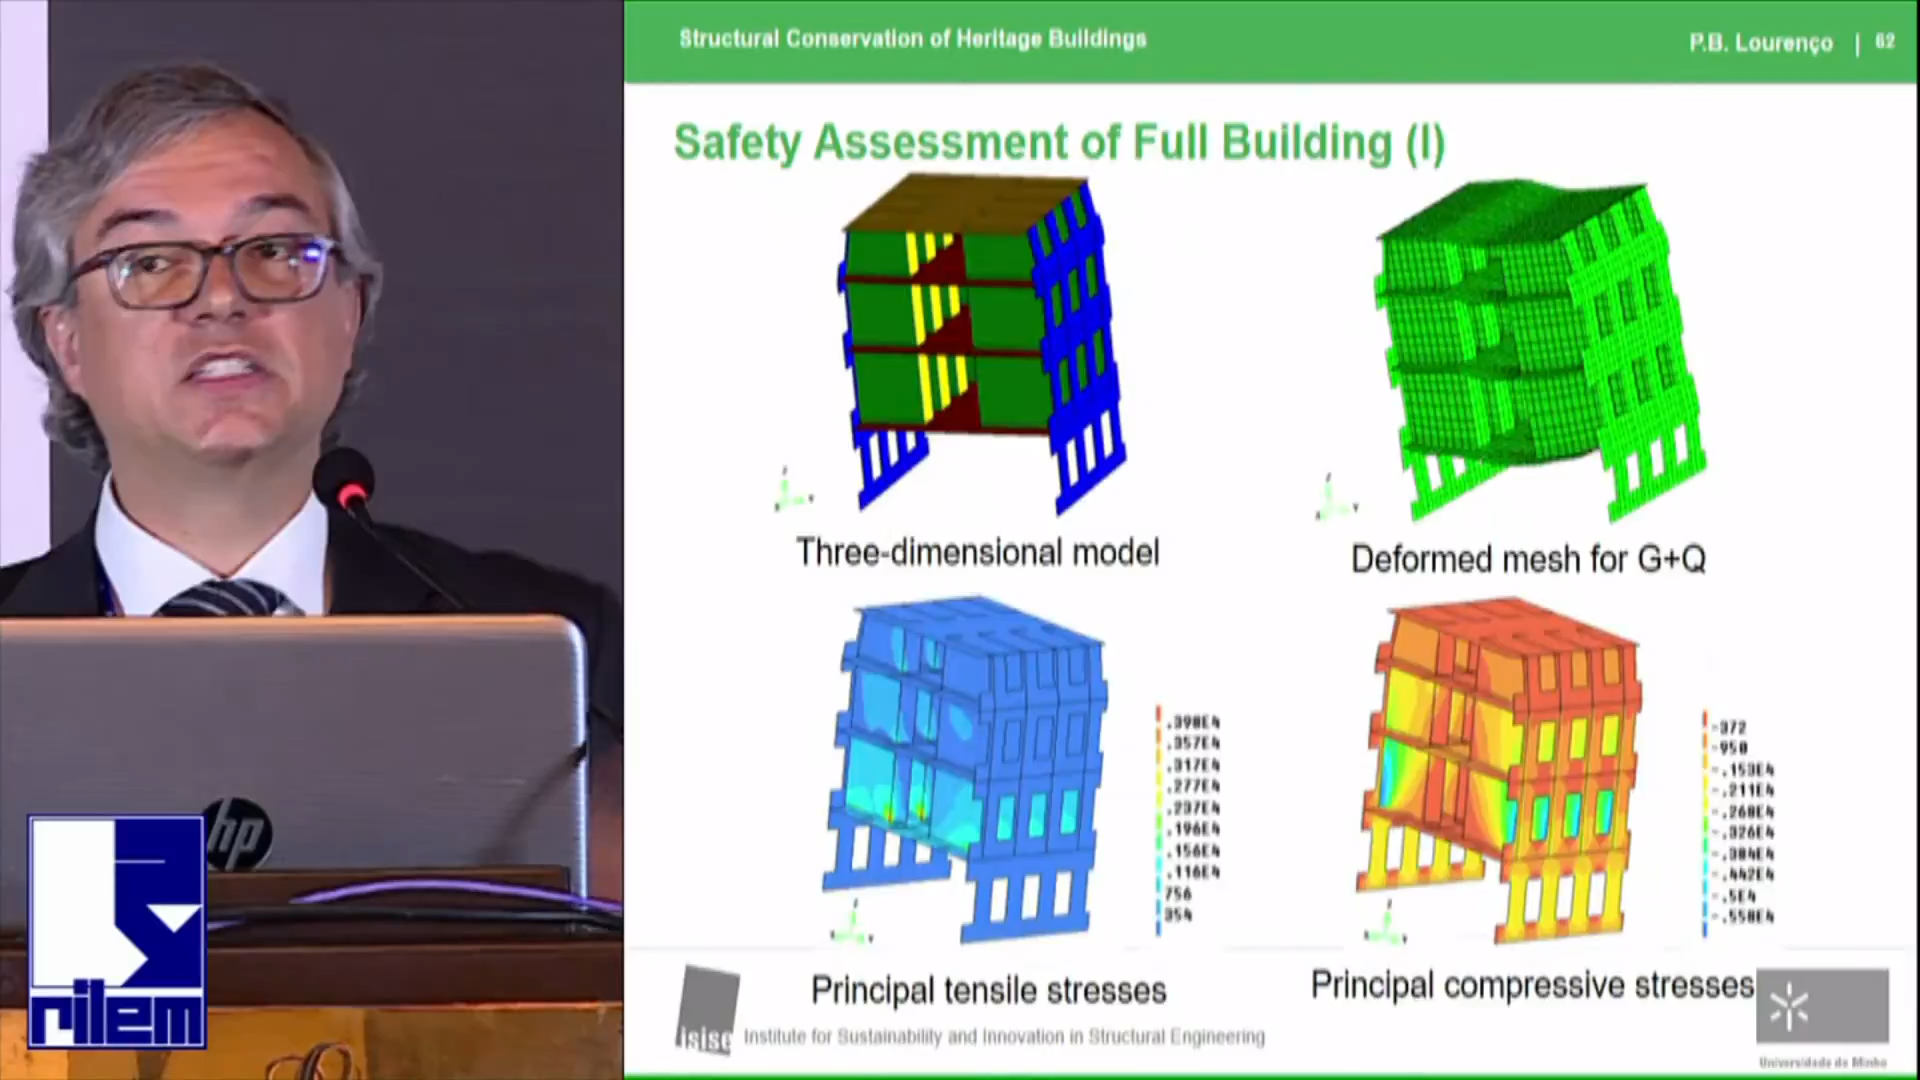 Structural Conservation of Heritage Buildings
P.B. Lourenço | 62
Safety Assessment of Full Building (I)
Three-dimensional model
Deformed mesh for G+Q
.398E4
.357E4
.317E4
.277E4
.237E4
.196E4
.156E4
.116E4
756
354
-372
-950
-.153E4
-.211E4
-.268E4
-.326E4
-.384E4
-.442E4
-.5E4
-.558E4
Principal tensile stresses
Principal compressive stresses
isise
Institute for Sustainability and Innovation in Structural Engineering
Universidade do Minho
hp
rilem